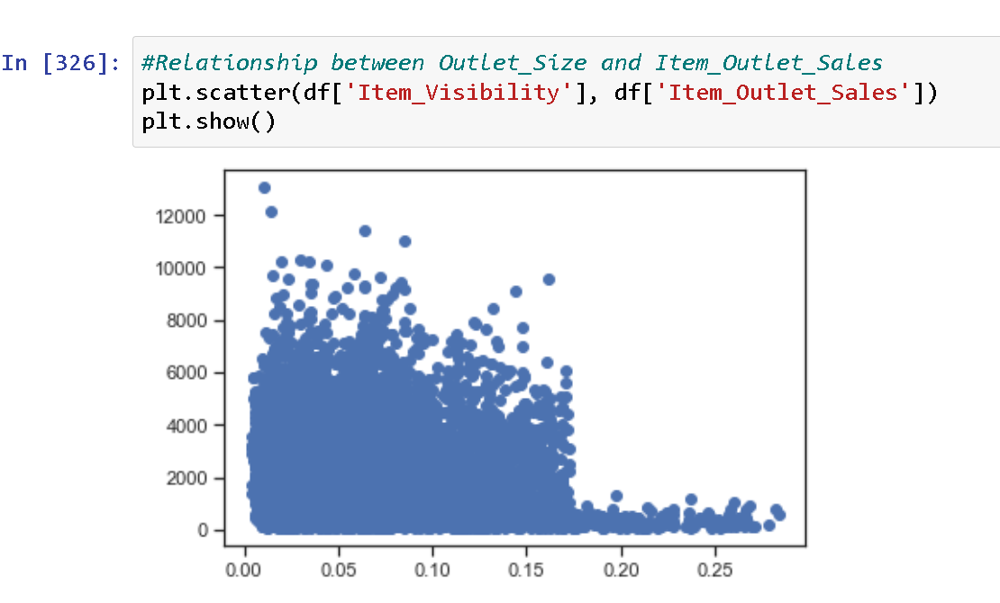 In [326]: #Relationship between Outlet_Size and Item_Outlet_Sales
plt.scatter(df['Item_Visibility'], df['Item_Outlet_Sales'])
plt.show()
12000
10000
8000
6000
4000
2000
0
0.00 0.05 0.10 0.15 0.20 0.25